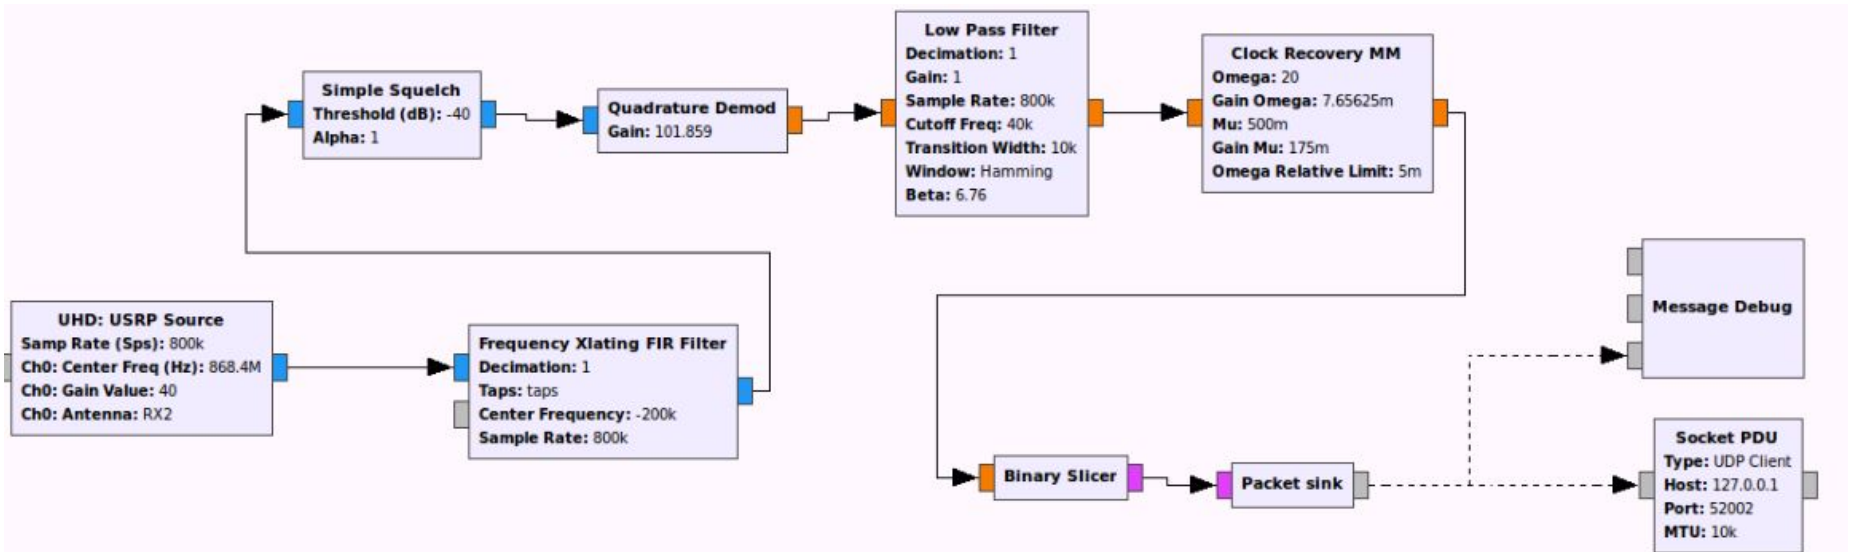 UHD: USRP Source
Samp Rate (Sps): 800k
Ch0: Center Freq (Hz): 868.4M
Ch0: Gain Value: 40
Ch0: Antenna: RX2
Frequency Xlating FIR Filter
Decimation: 1
Taps: taps
Center Frequency: -200k
Sample Rate: 800k
Simple Squelch
Threshold (dB): -40
Alpha: 1
Quadrature Demod
Gain: 101.859
Low Pass Filter
Decimation: 1
Gain: 1
Sample Rate: 800k
Cutoff Freq: 40k
Transition Width: 10k
Window: Hamming
Beta: 6.76
Clock Recovery MM
Omega: 20
Gain Omega: 7.65625m
Mu: 500m
Gain Mu: 175m
Omega Relative Limit: 5m
Binary Slicer
Packet sink
Message Debug
Socket PDU
Type: UDP Client
Host: 127.0.0.1
Port: 52002
MTU: 10k